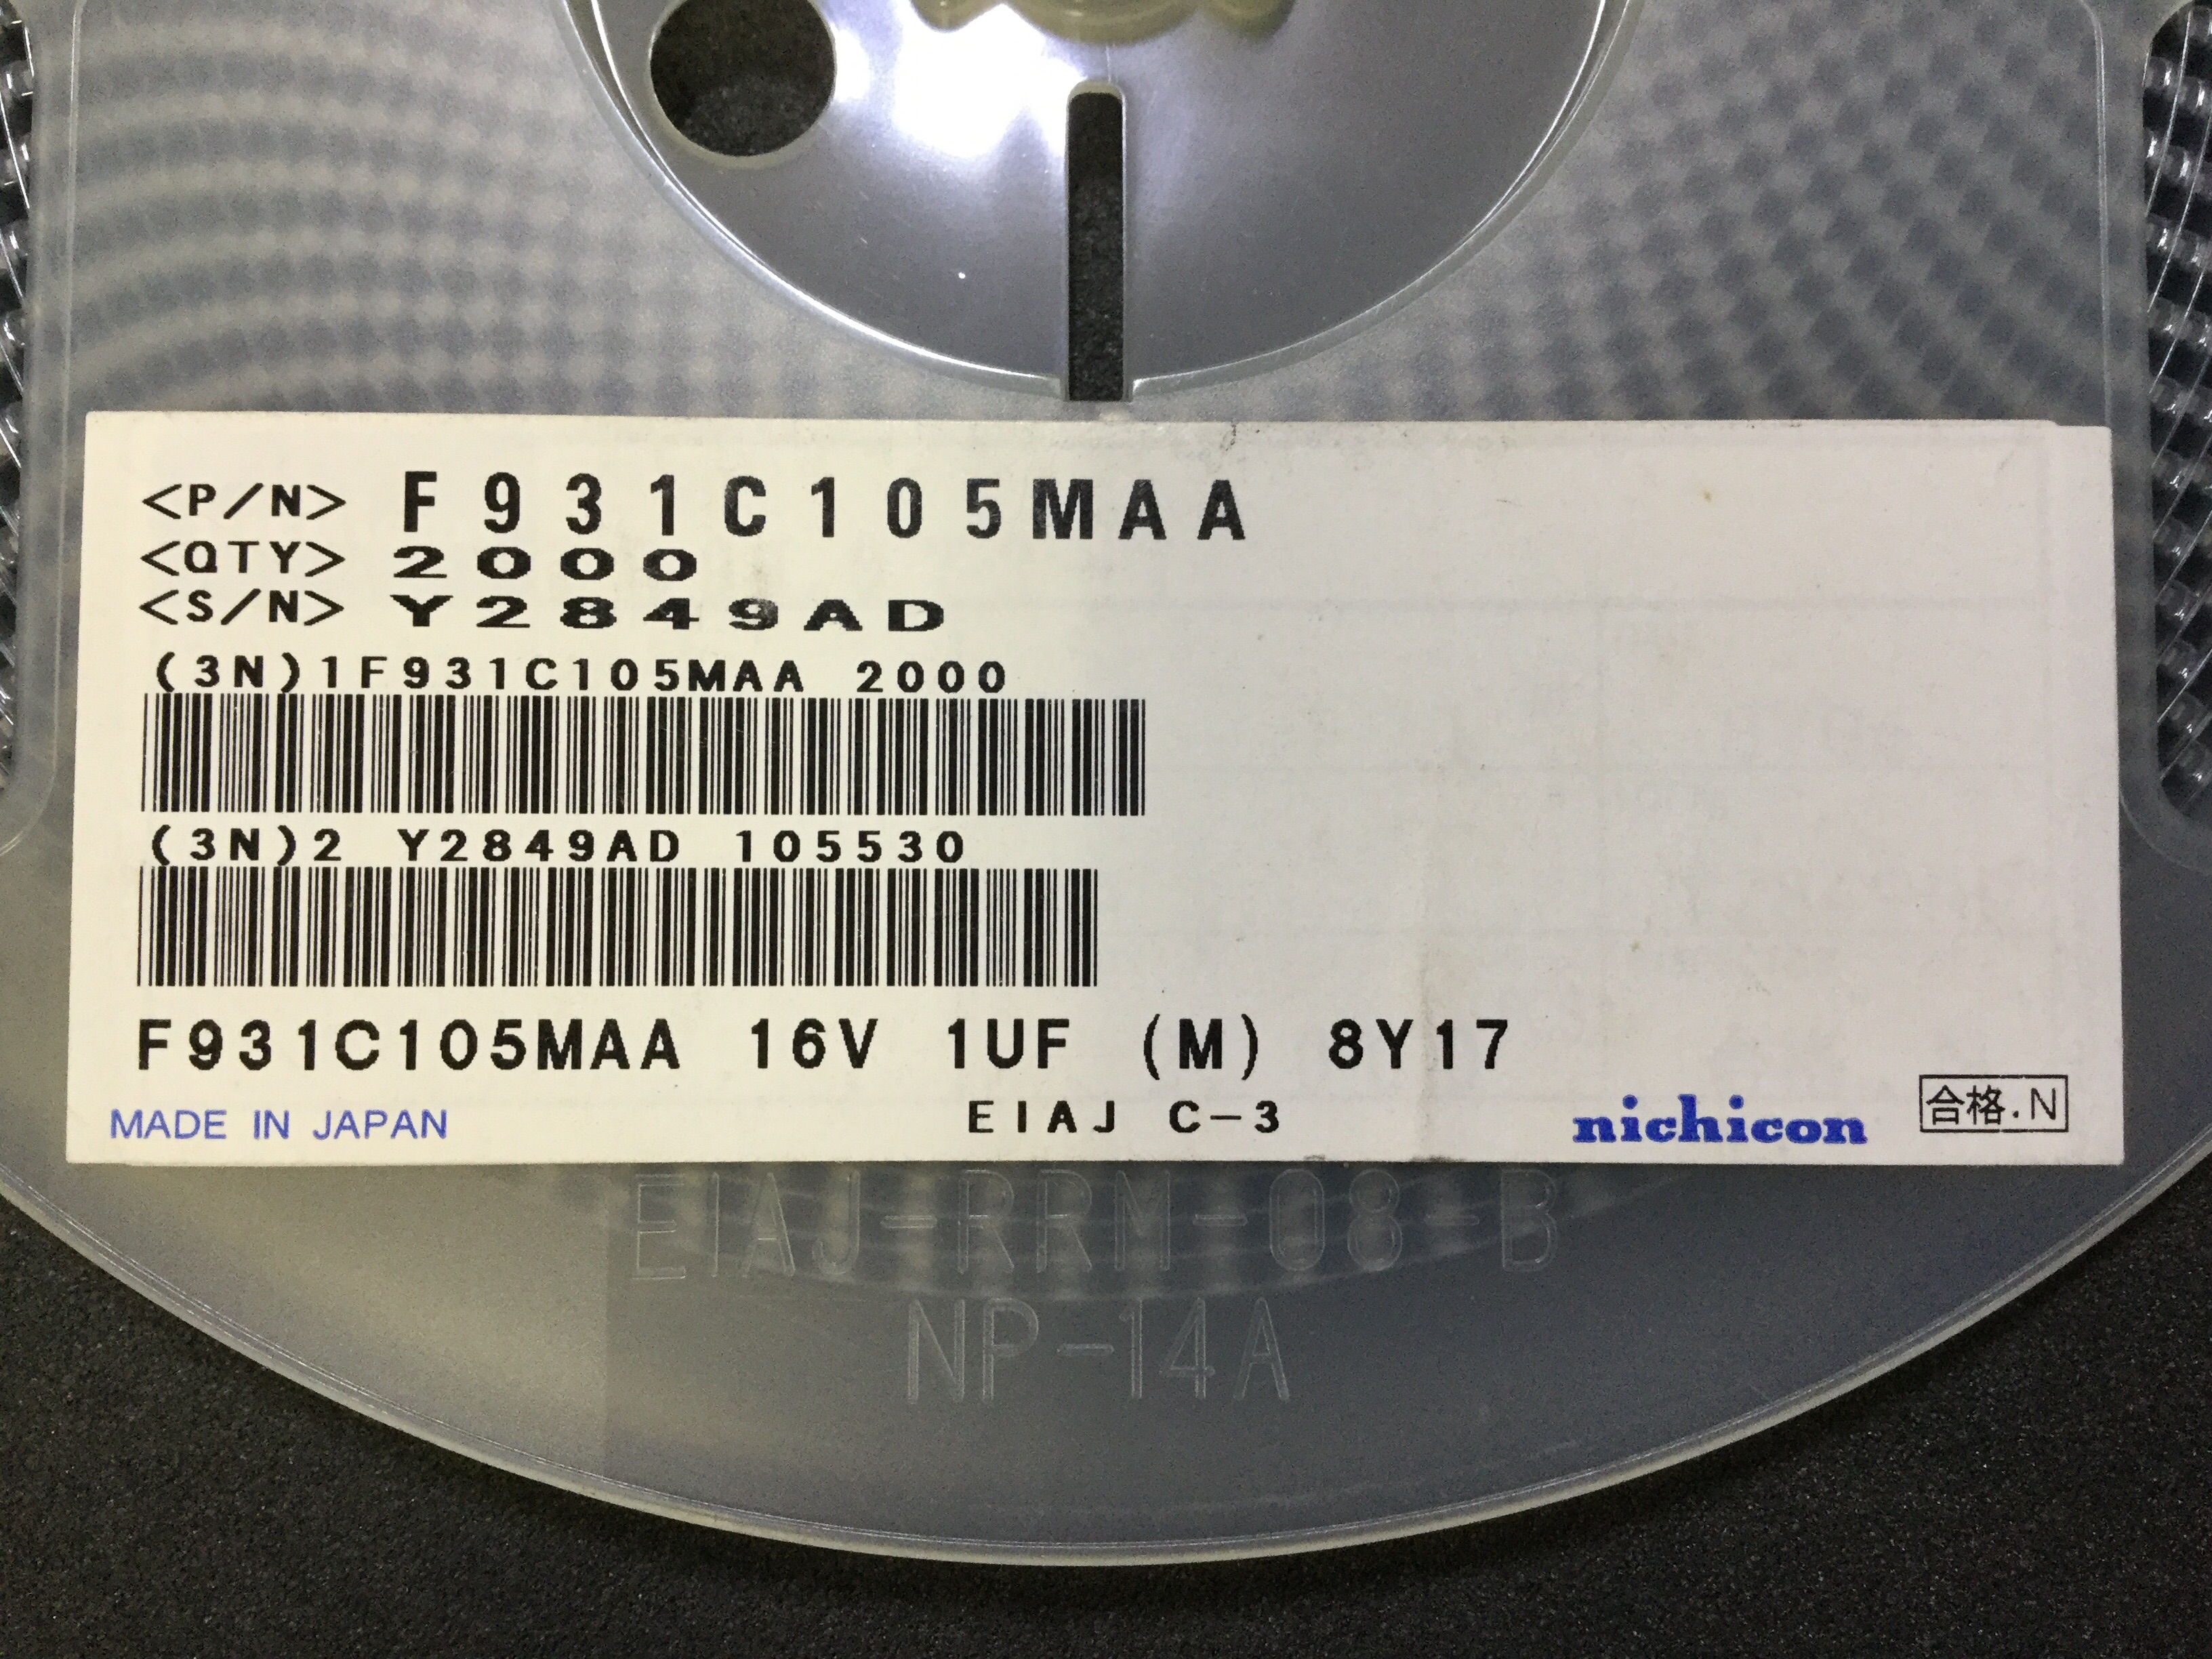 <P/N> F931C105MAA
<QTY> 2000
<S/N> Y2849AD
(3N)1F931C105MAA 2000
(3N)2 Y2849AD 105530
F931C105MAA 16V 1UF (M) 8Y17
MADE IN JAPAN EIAJ C-3 nichicon 合格.N
EIAJ-RRM-08-B
NP-14A